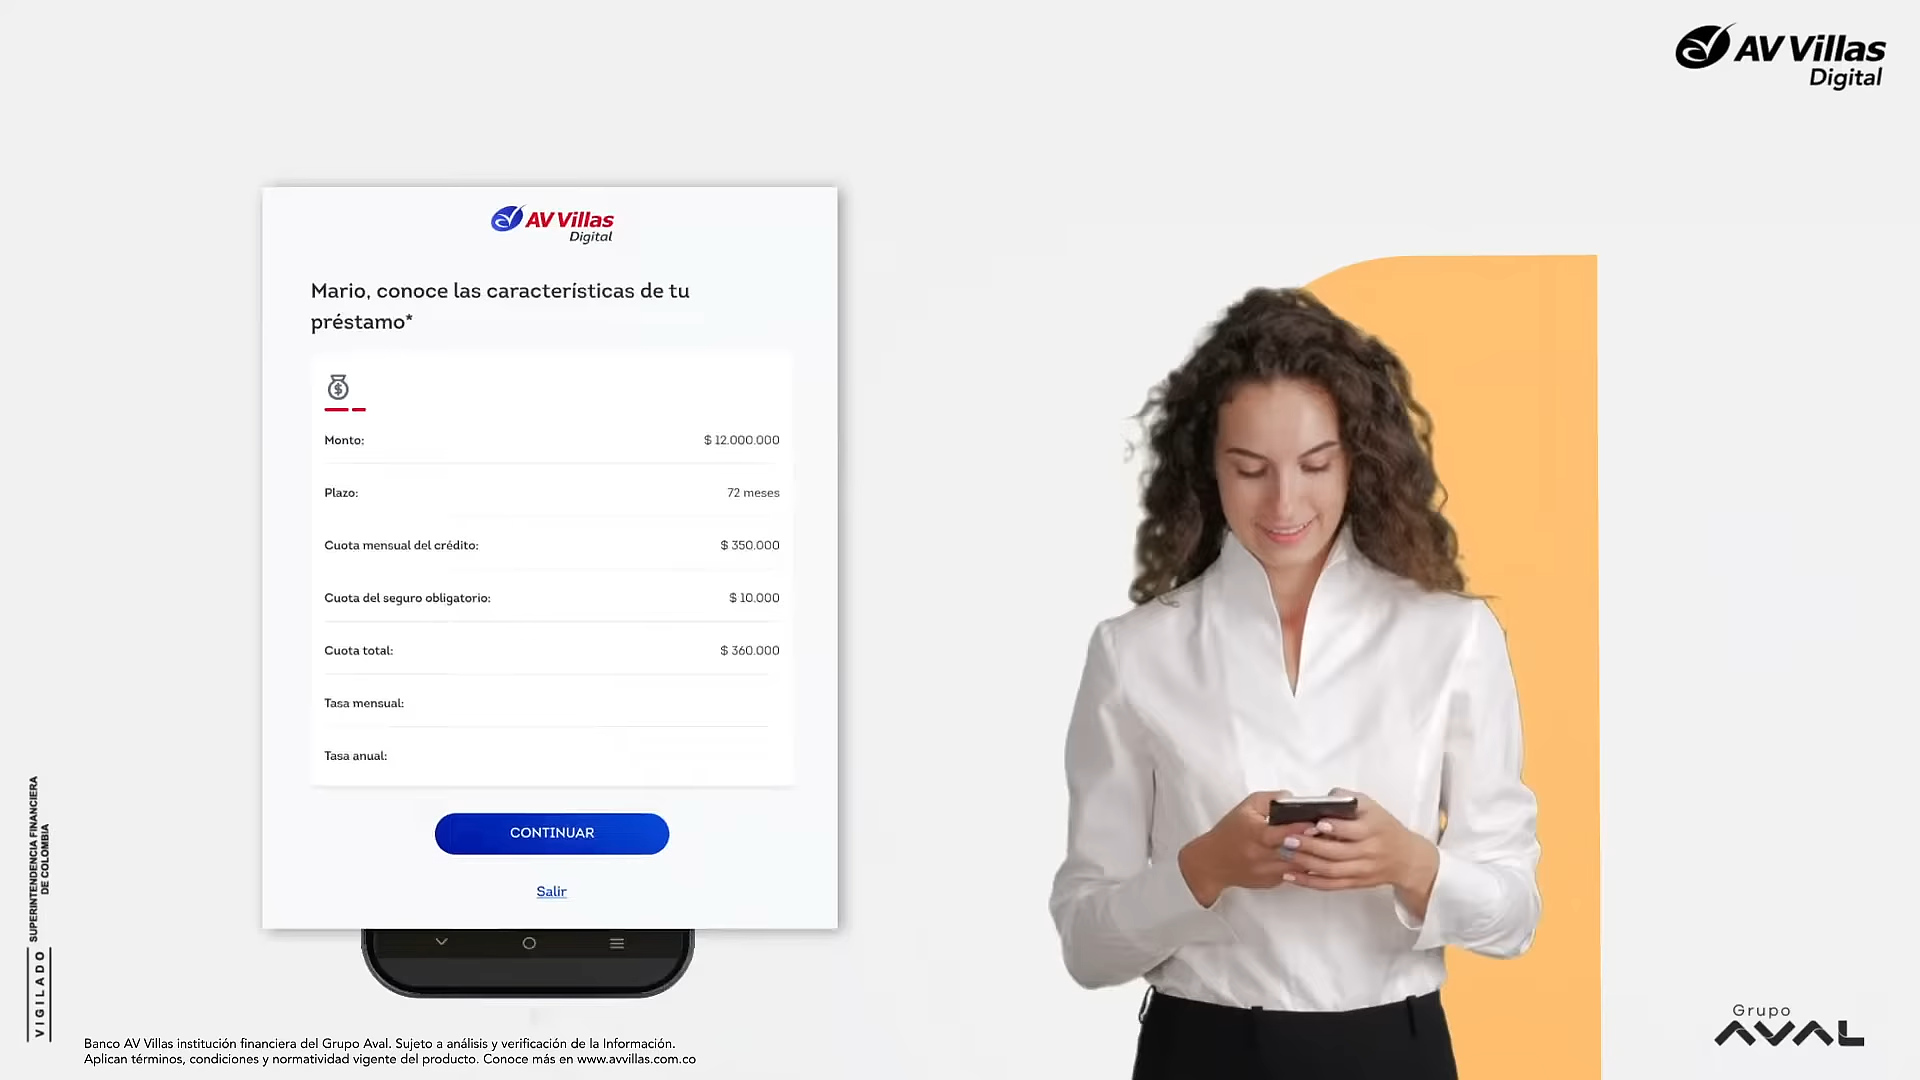 AV Villas
Digital
AV Villas
Digital
Mario, conoce las características de tu
préstamo*
Monto: $ 12.000.000
Plazo: 72 meses
Cuota mensual del crédito: $ 350.000
Cuota del seguro obligatorio: $ 10.000
Cuota total: $ 360.000
Tasa mensual:
Tasa anual:
CONTINUAR
Salir
VIGILADO
SUPERINTENDENCIA FINANCIERA
DE COLOMBIA
Banco AV Villas institución financiera del Grupo Aval. Sujeto a análisis y verificación de la Información.
Aplican términos, condiciones y normatividad vigente del producto. Conoce más en www.avvillas.com.co
Grupo
AVAL